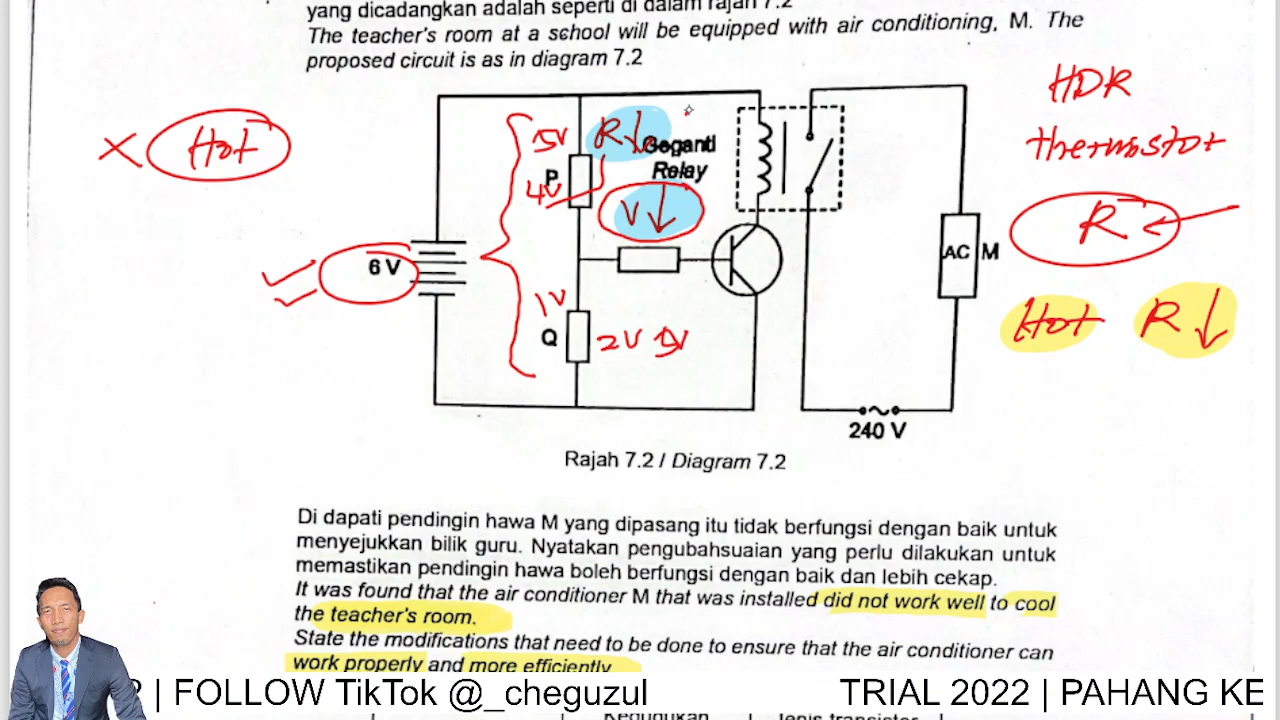 yang dicadangkan adalah seperti di dalam rajah 7.2
The teacher's room at a school will be equipped with air conditioning, M. The
proposed circuit is as in diagram 7.2
HDR
thermistor
X Hot
5V
R↓
Geganti
Relay
P
4V
V↓
R
6 V
AC M
1V
Hot R↓
Q
2V 5V
240 V
Rajah 7.2 / Diagram 7.2
Di dapati pendingin hawa M yang dipasang itu tidak berfungsi dengan baik untuk
menyejukkan bilik guru. Nyatakan pengubahsuaian yang perlu dilakukan untuk
memastikan pendingin hawa boleh berfungsi dengan baik dan lebih cekap.
It was found that the air conditioner M that was installed did not work well to cool
the teacher's room.
State the modifications that need to be done to ensure that the air conditioner can
work properly and more efficiently
| FOLLOW TikTok @_cheguzul TRIAL 2022 | PAHANG KE
Kedudukan Jenis transistor